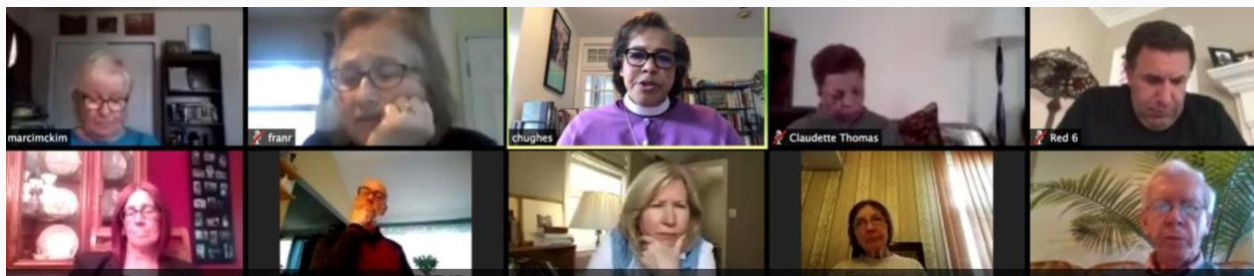 marcimckim
franr
chughes
Claudette Thomas
Red 6